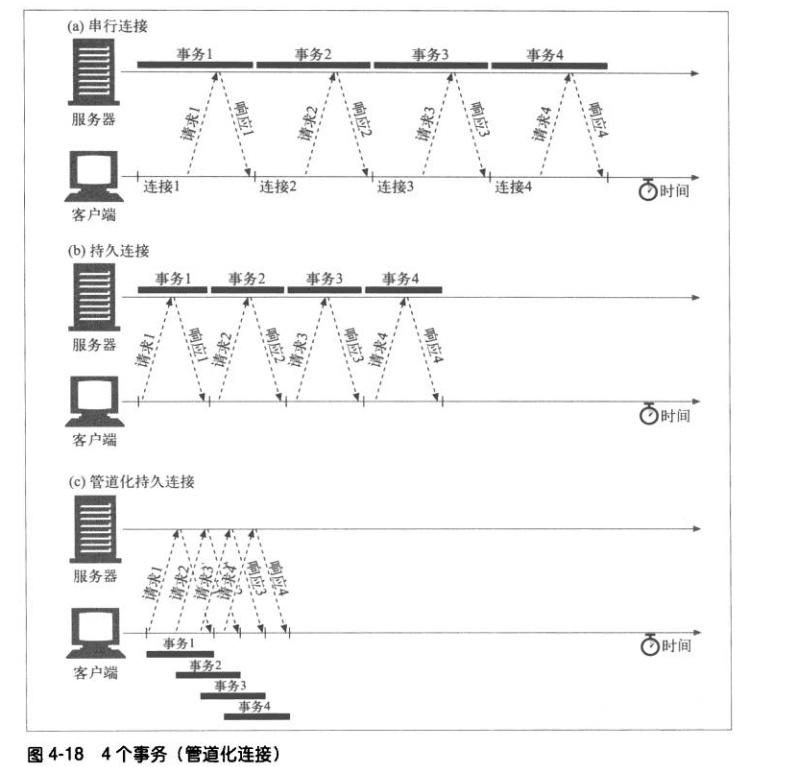 (a) 串行连接
事务1 事务2 事务3 事务4
服务器
请求1 响应1 请求2 响应2 请求3 响应3 请求4 响应4
连接1 连接2 连接3 连接4 时间
客户端
(b) 持久连接
事务1 事务2 事务3 事务4
服务器
请求1 响应1 请求2 响应2 请求3 响应3 请求4 响应4
时间
客户端
(c) 管道化持久连接
服务器
请求1 请求2 请求3 请求4 2 响应3 响应4
时间
客户端
事务1
事务2
事务3
事务4
图 4-18 4 个事务（管道化连接）